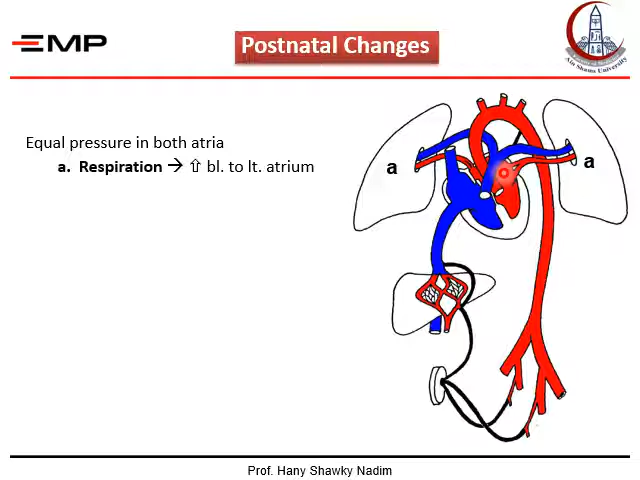 EMP
Postnatal Changes
Ain Shams University
Equal pressure in both atria
a. Respiration → ⇧ bl. to lt. atrium
a
a
Prof. Hany Shawky Nadim